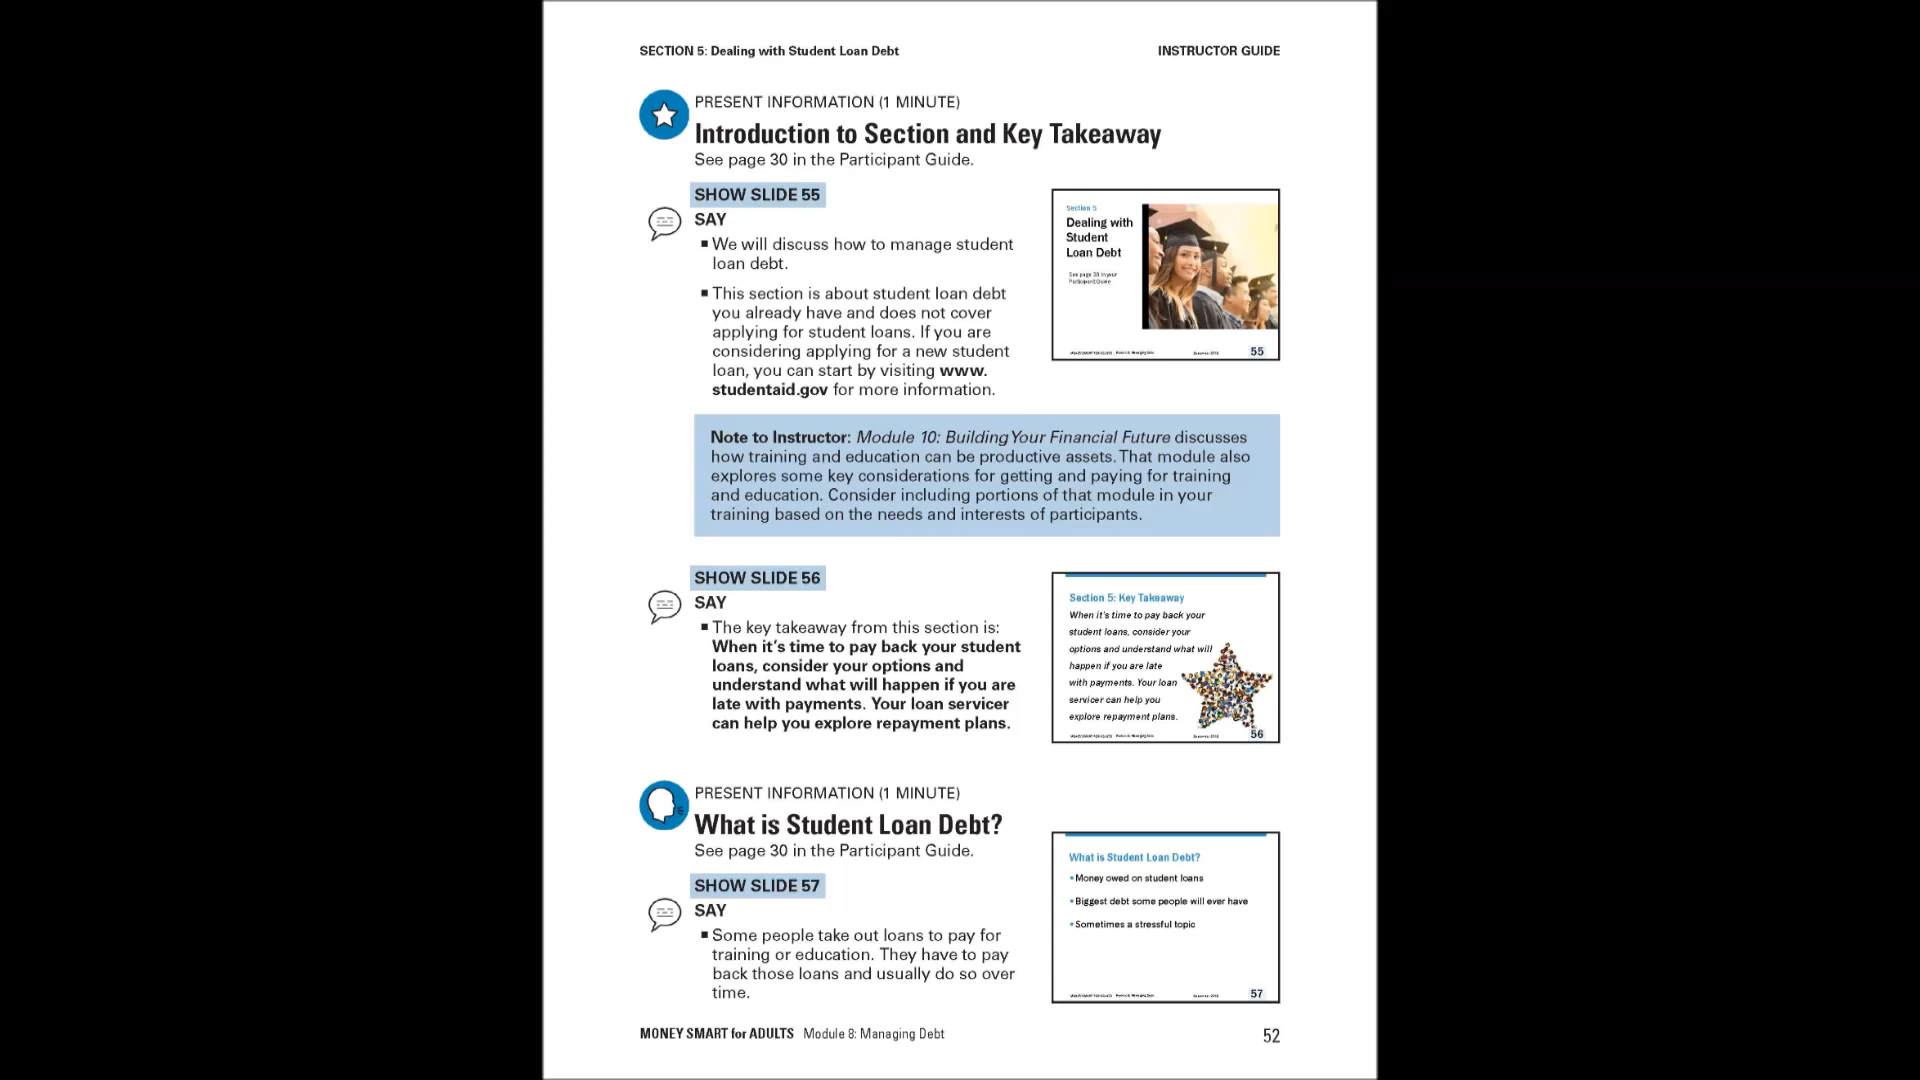 SECTION 5: Dealing with Student Loan Debt
INSTRUCTOR GUIDE
PRESENT INFORMATION (1 MINUTE)
Introduction to Section and Key Takeaway
See page 30 in the Participant Guide.
SHOW SLIDE 55
SAY
▪ We will discuss how to manage student
loan debt.
▪ This section is about student loan debt
you already have and does not cover
applying for student loans. If you are
considering applying for a new student
loan, you can start by visiting www.
studentaid.gov for more information.
Section 5
Dealing with
Student
Loan Debt
See page 30 in your
Participant Guide
55
Note to Instructor: Module 10: Building Your Financial Future discusses
how training and education can be productive assets. That module also
explores some key considerations for getting and paying for training
and education. Consider including portions of that module in your
training based on the needs and interests of participants.
SHOW SLIDE 56
SAY
▪ The key takeaway from this section is:
When it's time to pay back your student
loans, consider your options and
understand what will happen if you are
late with payments. Your loan servicer
can help you explore repayment plans.
Section 5: Key Takeaway
When it's time to pay back your
student loans, consider your
options and understand what will
happen if you are late
with payments. Your loan
servicer can help you
explore repayment plans.
56
PRESENT INFORMATION (1 MINUTE)
What is Student Loan Debt?
See page 30 in the Participant Guide.
SHOW SLIDE 57
SAY
▪ Some people take out loans to pay for
training or education. They have to pay
back those loans and usually do so over
time.
What is Student Loan Debt?
• Money owed on student loans
• Biggest debt some people will ever have
• Sometimes a stressful topic
57
MONEY SMART for ADULTS Module 8: Managing Debt
52